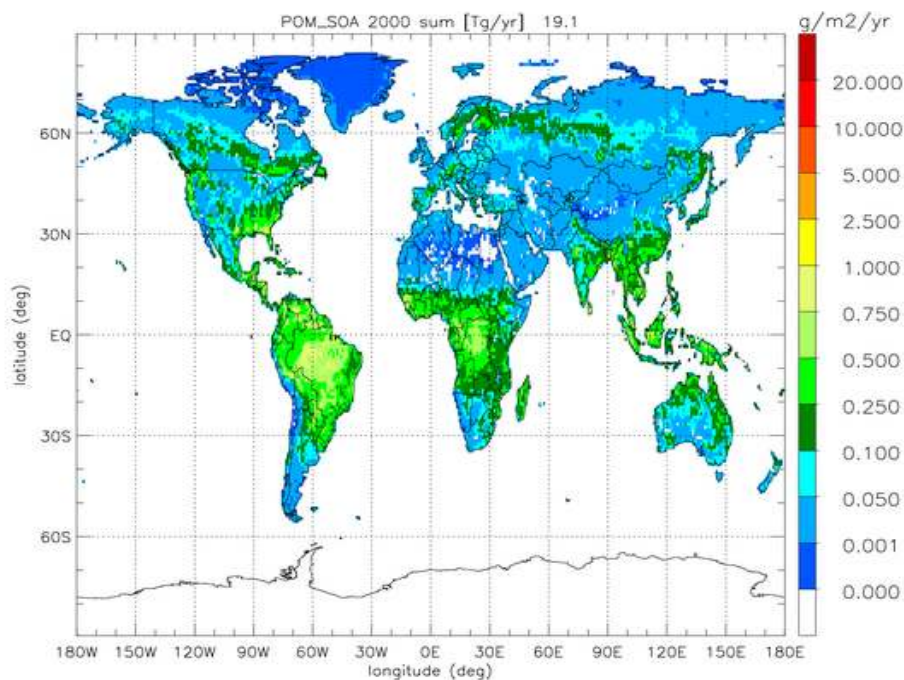 POM_SOA 2000 sum [Tg/yr] 19.1
g/m2/yr
20.000
10.000
5.000
2.500
1.000
0.750
0.500
0.250
0.100
0.050
0.001
0.000
latitude (deg)
60N
30N
EQ
30S
60S
180W 150W 120W 90W 60W 30W 0E 30E 60E 90E 120E 150E 180E
longitude (deg)